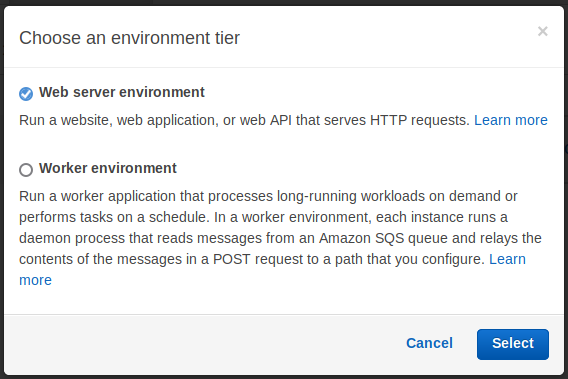 Choose an environment tier
×
Web server environment
Run a website, web application, or web API that serves HTTP requests. Learn more
Worker environment
Run a worker application that processes long-running workloads on demand or
performs tasks on a schedule. In a worker environment, each instance runs a
daemon process that reads messages from an Amazon SQS queue and relays the
contents of the messages in a POST request to a path that you configure. Learn
more
Cancel
Select